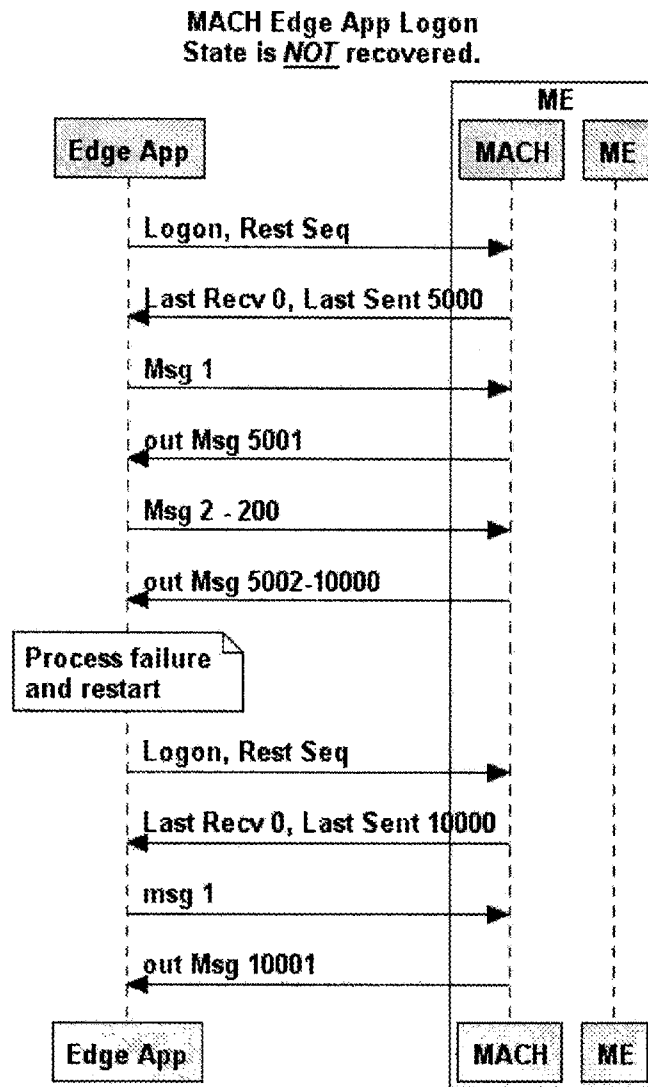 MACH Edge App Logon
State is NOT recovered.
ME
Edge App
MACH
ME
Logon, Rest Seq
Last Recv 0, Last Sent 5000
Msg 1
out Msg 5001
Msg 2 - 200
out Msg 5002-10000
Process failure
and restart
Logon, Rest Seq
Last Recv 0, Last Sent 10000
msg 1
out Msg 10001
Edge App
MACH
ME